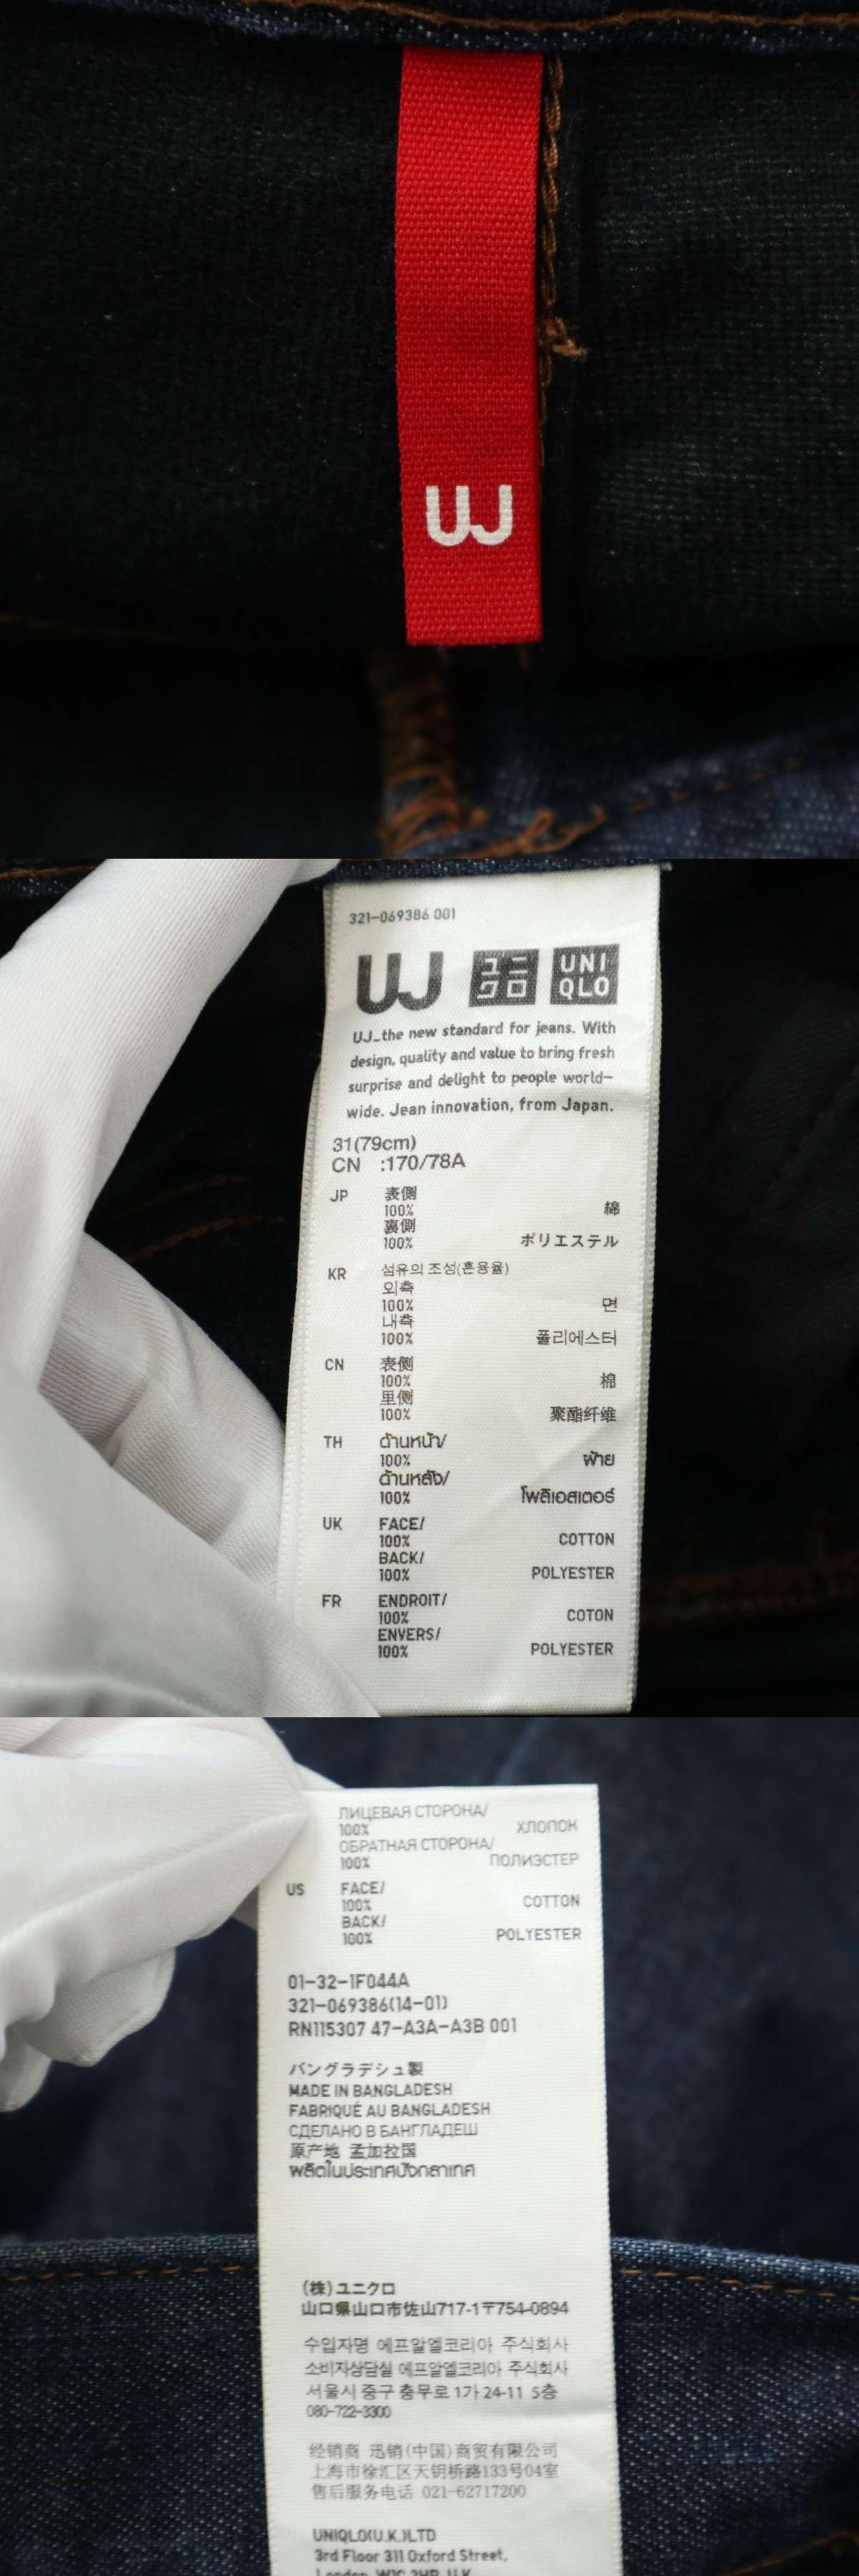 UJ
321-069386 001
UJ
UNI
QLO
UJ_the new standard for jeans. With
design, quality and value to bring fresh
surprise and delight to people world-
wide. Jean innovation, from Japan.
31(79cm)
CN :170/78A
JP 表側
100% 綿
裏側
100% ポリエステル
KR 섬유의 조성(혼용율)
외측
100% 면
내측
100% 폴리에스터
CN 表侧
100% 棉
里侧
100% 聚酯纤维
TH ด้านหน้า/
100% ฝ้าย
ด้านหลัง/
100% โพลิเอสเตอร์
UK FACE/
100% COTTON
BACK/
100% POLYESTER
FR ENDROIT/
100% COTON
ENVERS/
100% POLYESTER
ЛИЦЕВАЯ СТОРОНА/
100% ХЛОПОК
ОБРАТНАЯ СТОРОНА/
100% ПОЛИЭСТЕР
US FACE/
100% COTTON
BACK/
100% POLYESTER
01-32-1F044A
321-069386(14-01)
RN115307 47-A3A-A3B 001
バングラデシュ製
MADE IN BANGLADESH
FABRIQUÉ AU BANGLADESH
СДЕЛАНО В БАНГЛАДЕШ
原产地 孟加拉国
ผลิตในประเทศบังกลาเทศ
(株)ユニクロ
山口県山口市佐山717-1〒754-0894
수입자명 에프알엘코리아 주식회사
소비자상담실 에프알엘코리아 주식회사
서울시 중구 충무로 1가 24-11 5층
080-722-3300
经销商 迅销(中国)商贸有限公司
上海市徐汇区天钥桥路133号04室
售后服务电话 021-62717200
UNIQLO(U.K.)LTD
3rd Floor 311 Oxford Street,
London, W1C 2HP, U.K.